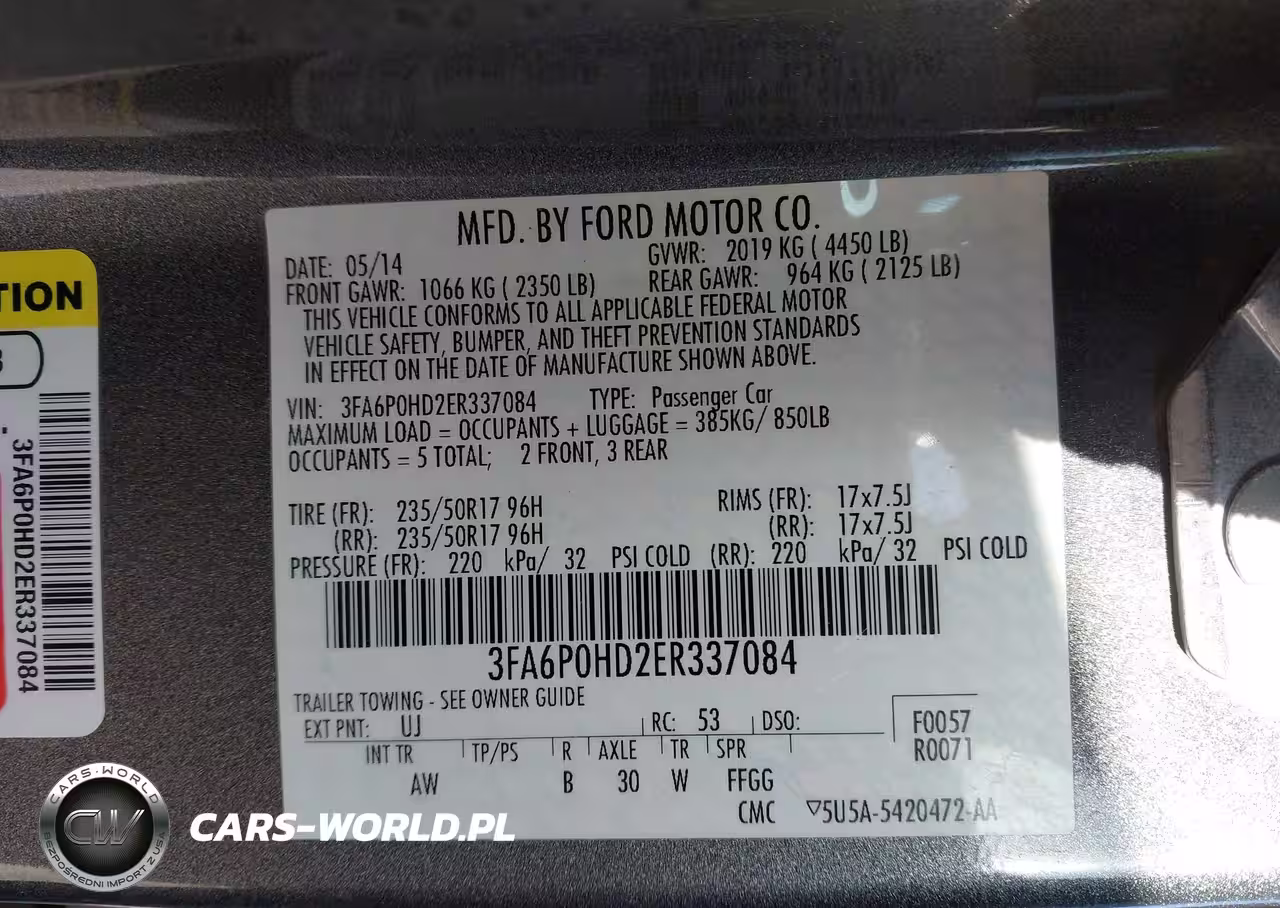 MFD. BY FORD MOTOR CO.
DATE: 05/14 GVWR: 2019 KG ( 4450 LB)
FRONT GAWR: 1066 KG ( 2350 LB) REAR GAWR: 964 KG ( 2125 LB)
THIS VEHICLE CONFORMS TO ALL APPLICABLE FEDERAL MOTOR
VEHICLE SAFETY, BUMPER, AND THEFT PREVENTION STANDARDS
IN EFFECT ON THE DATE OF MANUFACTURE SHOWN ABOVE.
VIN: 3FA6P0HD2ER337084 TYPE: Passenger Car
MAXIMUM LOAD = OCCUPANTS + LUGGAGE = 385KG/ 850LB
OCCUPANTS = 5 TOTAL; 2 FRONT, 3 REAR
TIRE (FR): 235/50R17 96H RIMS (FR): 17x7.5J
(RR): 235/50R17 96H (RR): 17x7.5J
PRESSURE (FR): 220 kPa/ 32 PSI COLD (RR): 220 kPa/ 32 PSI COLD
3FA6P0HD2ER337084
TRAILER TOWING - SEE OWNER GUIDE
EXT PNT: UJ RC: 53 DSO: F0057
INT TR TP/PS R AXLE TR SPR R0071
AW B 30 W FFGG
CMC ▽5U5A-5420472-AA
TION
3FA6P0HD2ER337084
CARS-WORLD
CW
BEZPOŚREDNI IMPORT Z USA
CARS-WORLD.PL